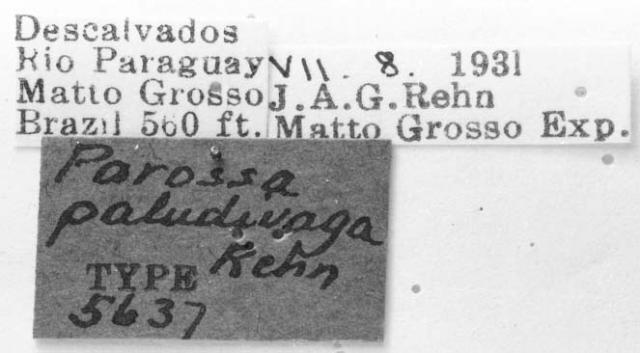 Descalvados
Rio Paraguay
Matto Grosso
Brazil 560 ft.
VII. 8. 1931
J.A.G.Rehn
Matto Grosso Exp.
Parossa
paludivaga
Rehn
TYPE
5637